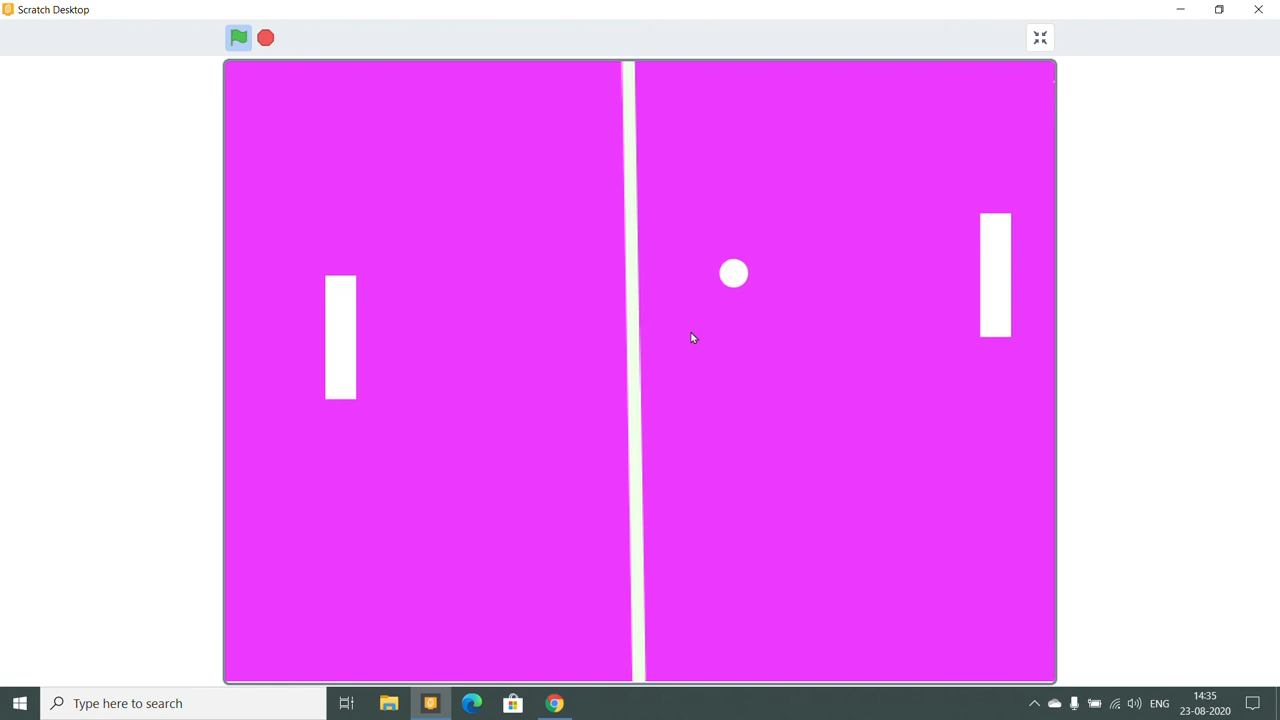 Scratch Desktop
Type here to search
ENG
14:35
23-08-2020